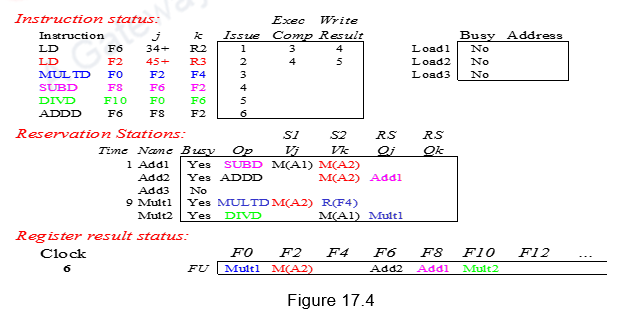 Gateway
Instruction status: Exec Write
Instruction j k Issue Comp Result Busy Address
LD F6 34+ R2 1 3 4 Load1 No
LD F2 45+ R3 2 4 5 Load2 No
MULTD F0 F2 F4 3 Load3 No
SUBD F8 F6 F2 4
DIVD F10 F0 F6 5
ADDD F6 F8 F2 6
Reservation Stations: S1 S2 RS RS
Time Name Busy Op Vj Vk Qj Qk
1 Add1 Yes SUBD M(A1) M(A2)
Add2 Yes ADDD M(A2) Add1
Add3 No
9 Mult1 Yes MULTD M(A2) R(F4)
Mult2 Yes DIVD M(A1) Mult1
Register result status:
Clock F0 F2 F4 F6 F8 F10 F12 ...
6 FU Mult1 M(A2) Add2 Add1 Mult2
Figure 17.4